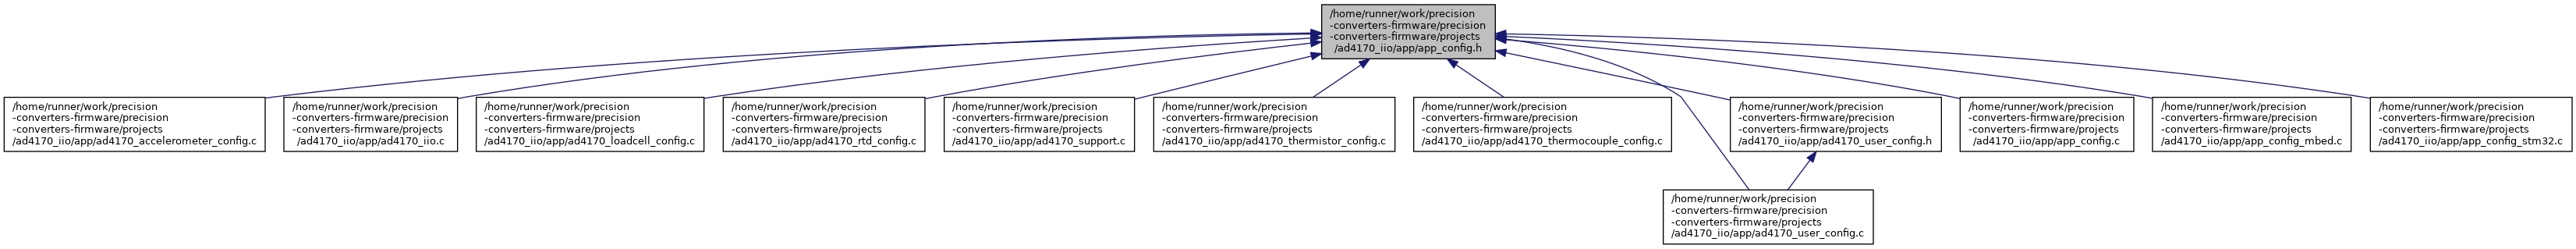 /home/runner/work/precision
-converters-firmware/precision
-converters-firmware/projects
/ad4170_iio/app/app_config.h
/home/runner/work/precision
-converters-firmware/precision
-converters-firmware/projects
/ad4170_iio/app/ad4170_accelerometer_config.c
/home/runner/work/precision
-converters-firmware/precision
-converters-firmware/projects
/ad4170_iio/app/ad4170_iio.c
/home/runner/work/precision
-converters-firmware/precision
-converters-firmware/projects
/ad4170_iio/app/ad4170_loadcell_config.c
/home/runner/work/precision
-converters-firmware/precision
-converters-firmware/projects
/ad4170_iio/app/ad4170_rtd_config.c
/home/runner/work/precision
-converters-firmware/precision
-converters-firmware/projects
/ad4170_iio/app/ad4170_support.c
/home/runner/work/precision
-converters-firmware/precision
-converters-firmware/projects
/ad4170_iio/app/ad4170_thermistor_config.c
/home/runner/work/precision
-converters-firmware/precision
-converters-firmware/projects
/ad4170_iio/app/ad4170_thermocouple_config.c
/home/runner/work/precision
-converters-firmware/precision
-converters-firmware/projects
/ad4170_iio/app/ad4170_user_config.h
/home/runner/work/precision
-converters-firmware/precision
-converters-firmware/projects
/ad4170_iio/app/app_config.c
/home/runner/work/precision
-converters-firmware/precision
-converters-firmware/projects
/ad4170_iio/app/app_config_mbed.c
/home/runner/work/precision
-converters-firmware/precision
-converters-firmware/projects
/ad4170_iio/app/app_config_stm32.c
/home/runner/work/precision
-converters-firmware/precision
-converters-firmware/projects
/ad4170_iio/app/ad4170_user_config.c